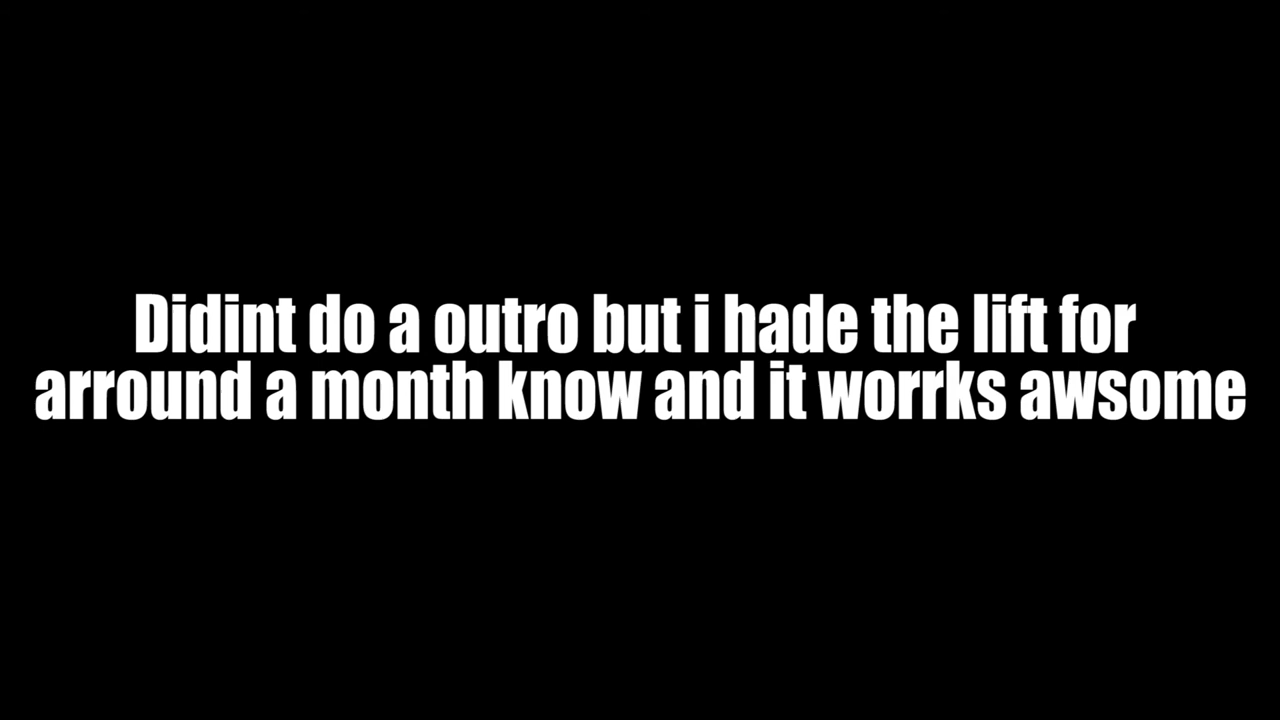 Didint do a outro but i hade the lift for
arround a month know and it worrks awsome